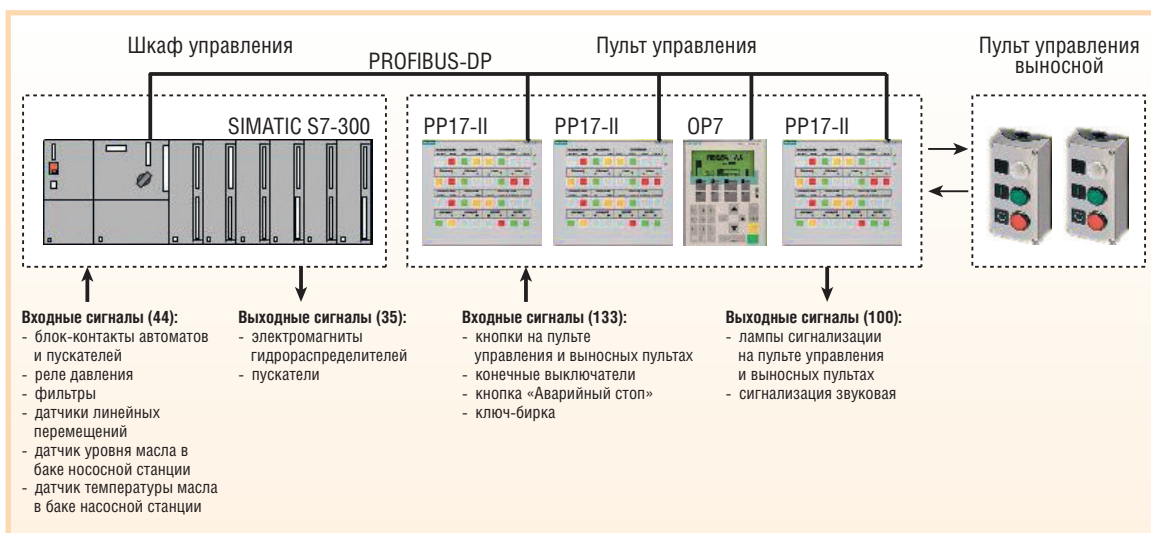 Шкаф управления
PROFIBUS-DP
Пульт управления
Пульт управления
выносной
SIMATIC S7-300
PP17-II
PP17-II
OP7
PP17-II
Входные сигналы (44):
- блок-контакты автоматов
и пускателей
- реле давления
- фильтры
- датчики линейных
перемещений
- датчик уровня масла в
баке нососной станции
- датчик температуры масла
в баке насосной станции
Выходные сигналы (35):
- электромагниты
гидрораспределителей
- пускатели
Входные сигналы (133):
- кнопки на пульте
управления и выносных пультах
- конечные выключатели
- кнопка «Аварийный стоп»
- ключ-бирка
Выходные сигналы (100):
- лампы сигнализации
на пульте управления
и выносных пультах
- сигнализация звуковая